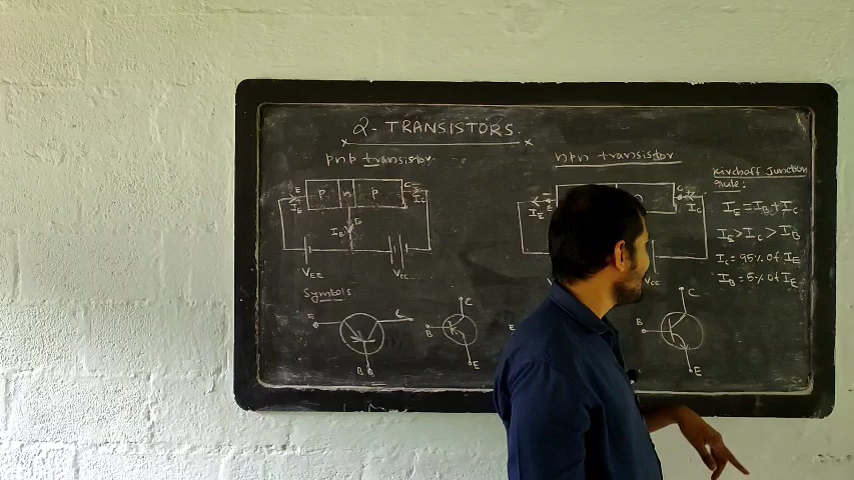 2- TRANSISTORS.
pnp transistor.
E P n P C
I_E I_C
B
I_B
V_EE V_CC
Symbols.
E C
B
C
B
E
npn transistor
I_E E C I_C
V CC
E
C
B
E
Kirchoff Junction
rule:
I_E = I_B + I_C
I_E > I_C > I_B
I_C = 95% of I_E
I_B = 5% of I_E